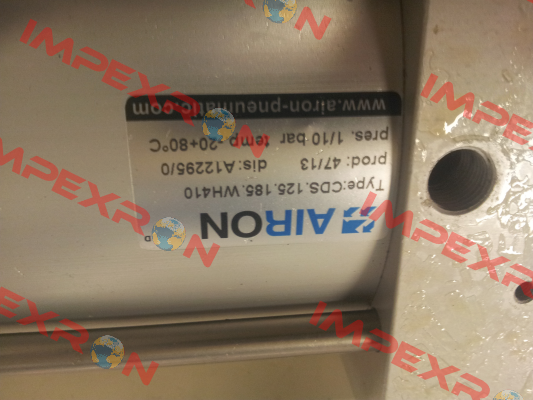 AIRON
Type:CDS.125.185.WH410
prod: 47/13 dis:A12295/0
pres. 1/10 bar temp-20+80°C
www.airon-pneumatic.com
IMPEXRON
IMPEXRON
IMPEXRON
IMPEXRON
IMPEXRON
IMPEXRON